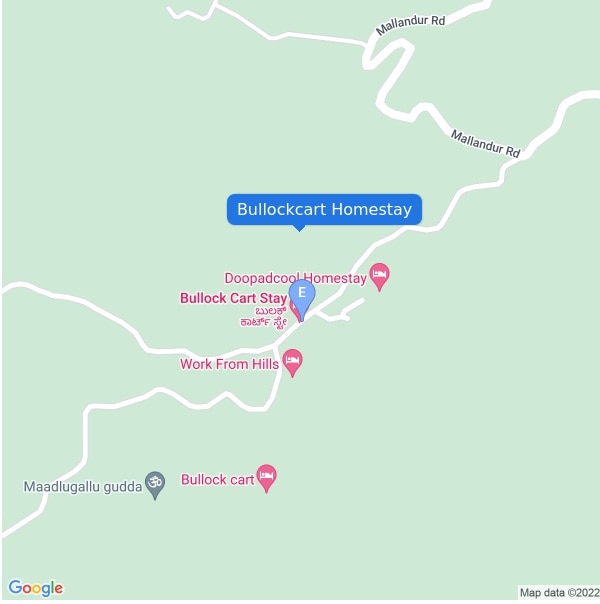 Mallandur Rd
Mallandur Rd
Bullockcart Homestay
Doopadcool Homestay
E
Bullock Cart Stay
ಬುಲಕ್
ಕಾರ್ಟ್ ಸ್ಟೇ
Work From Hills
Bullock cart
Maadlugallu gudda
ॐ
Google
Map data ©2022